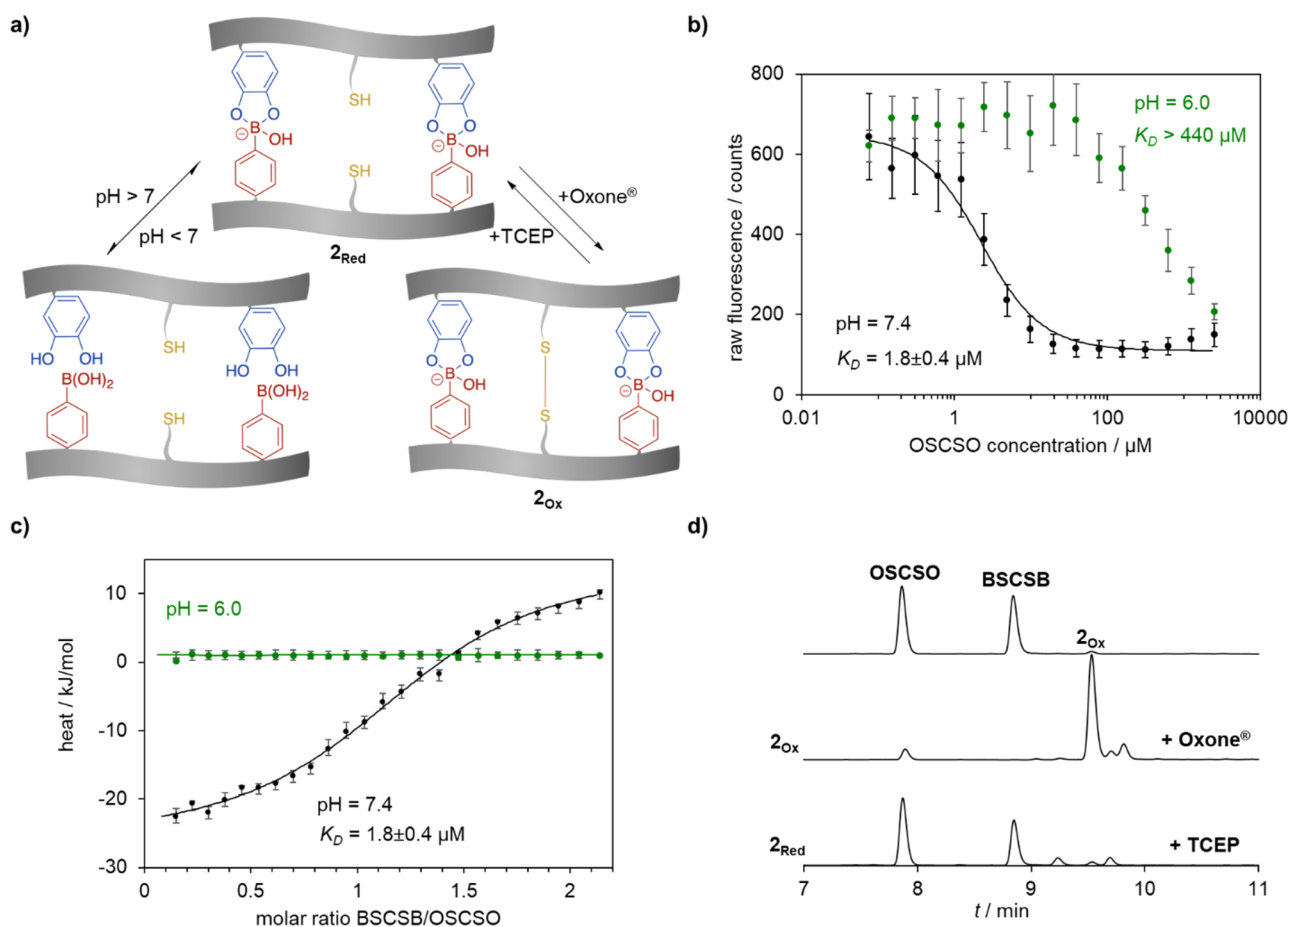 a)
SH
O O
B OH
⊖
O O
B OH
⊖
SH
pH > 7
pH < 7
+Oxone®
+TCEP
2Red
HO OH
SH
HO OH
B(OH)2
B(OH)2
SH
O O
B OH
⊖
S
S
O O
B OH
⊖
2Ox
b)
800
600
400
200
0
raw fluorescence / counts
pH = 6.0
KD > 440 µM
pH = 7.4
KD = 1.8±0.4 µM
0.01 1 100 10000
OSCSO concentration / µM
c)
10
0
-10
-20
-30
heat / kJ/mol
pH = 6.0
pH = 7.4
KD = 1.8±0.4 µM
0 0.5 1 1.5 2
molar ratio BSCSB/OSCSO
d)
OSCSO BSCSB
2Ox
2Ox + Oxone®
2Red + TCEP
7 8 9 10 11
t / min